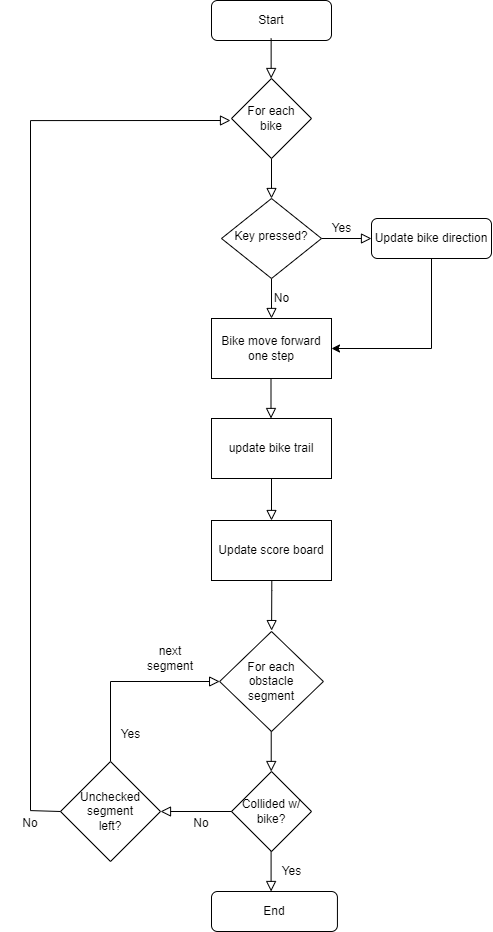 Start
For each
bike
Key pressed?
Yes
Update bike direction
No
Bike move forward
one step
update bike trail
Update score board
next
segment
For each
obstacle
segment
Yes
Unchecked
segment
left?
Collided w/
bike?
No
No
Yes
End